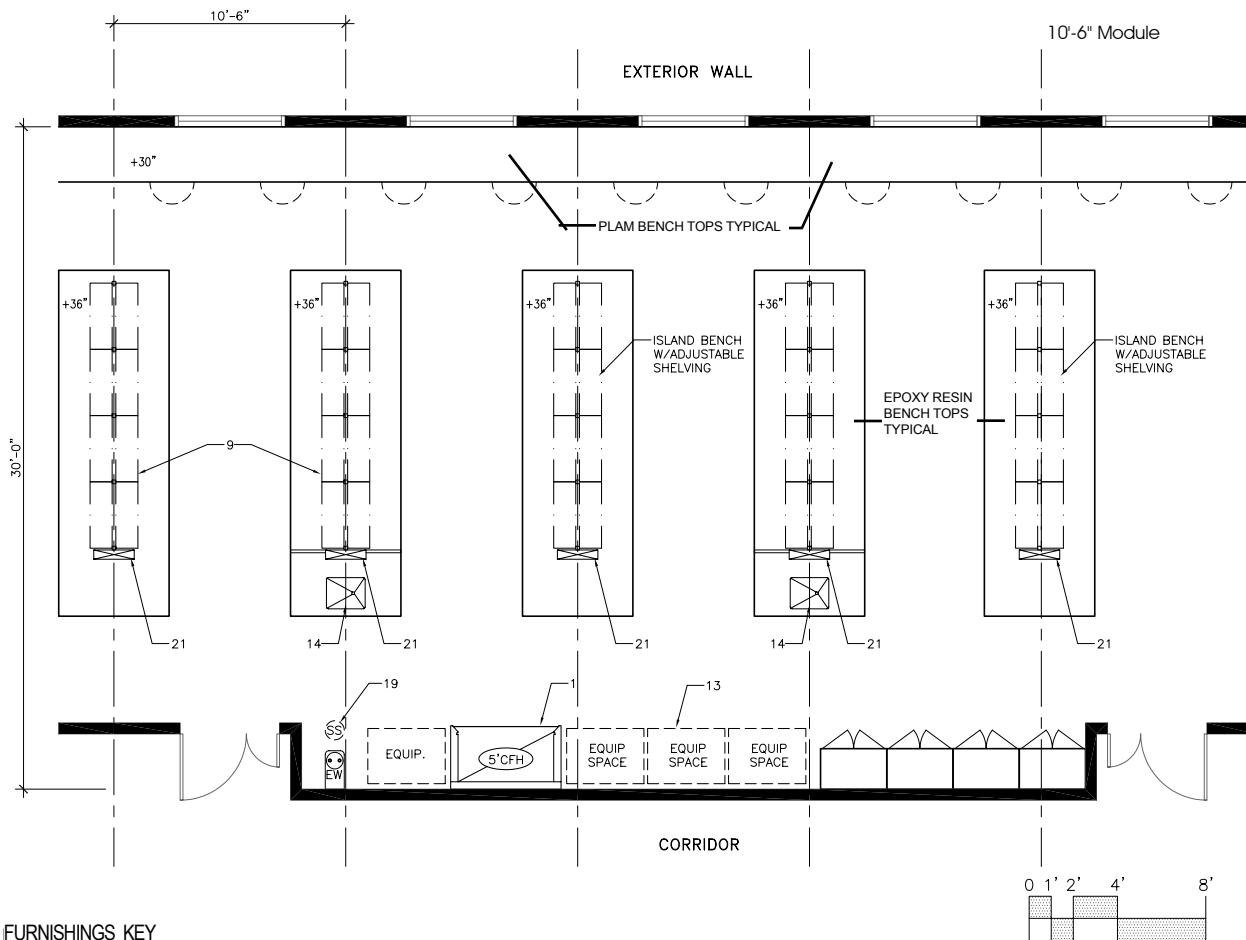 10'-6"
10'-6" Module
EXTERIOR WALL
+30"
PLAM BENCH TOPS TYPICAL
+36"
+36"
+36"
+36"
+36"
ISLAND BENCH
W/ADJUSTABLE
SHELVING
ISLAND BENCH
W/ADJUSTABLE
SHELVING
EPOXY RESIN
BENCH TOPS
TYPICAL
9
30'-0"
21
14
21
21
14
21
21
19
1
13
SS
EW
EQUIP.
5'CFH
EQUIP
SPACE
EQUIP
SPACE
EQUIP
SPACE
CORRIDOR
0 1' 2' 4' 8'
FURNISHINGS KEY